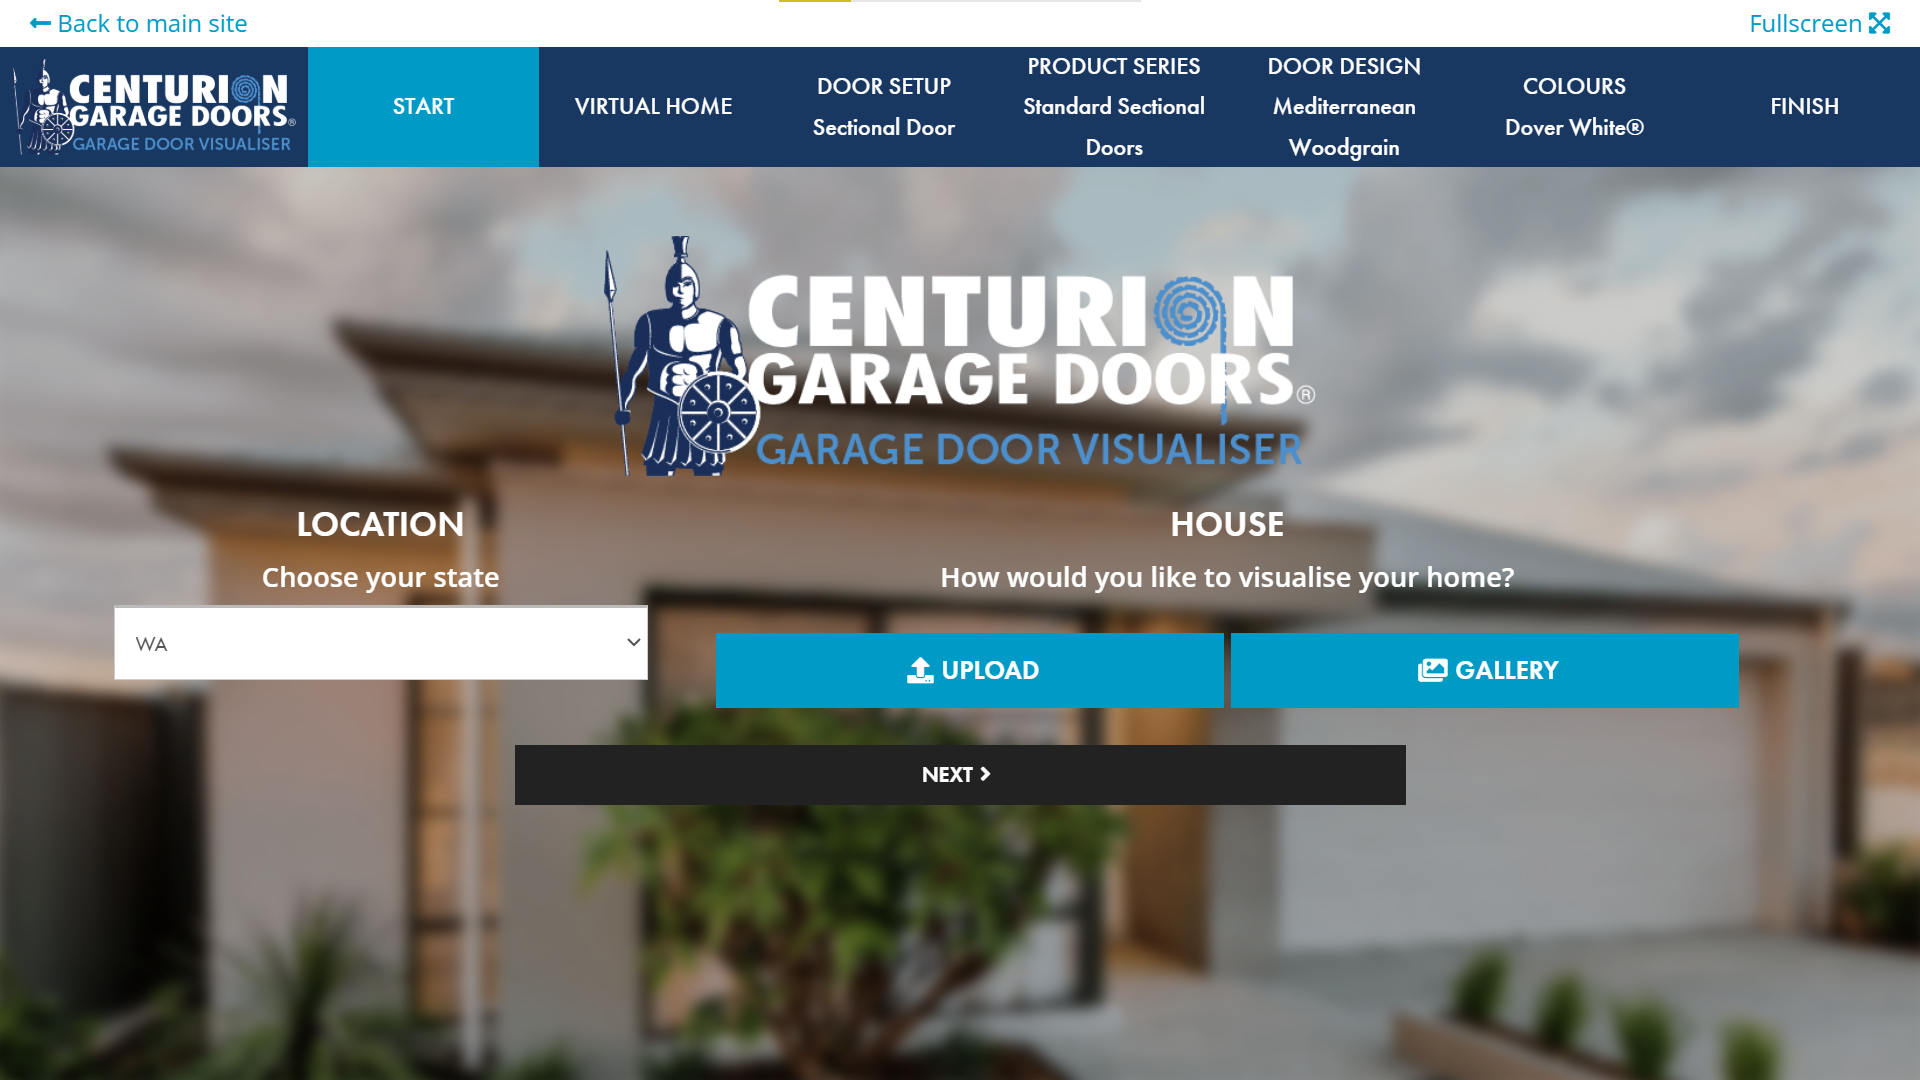 Back to main site
Fullscreen
CENTURION
GARAGE DOORS®
GARAGE DOOR VISUALISER
START
VIRTUAL HOME
DOOR SETUP
Sectional Door
PRODUCT SERIES
Standard Sectional
Doors
DOOR DESIGN
Mediterranean
Woodgrain
COLOURS
Dover White®
FINISH
CENTURION
GARAGE DOORS®
GARAGE DOOR VISUALISER
LOCATION
Choose your state
WA
HOUSE
How would you like to visualise your home?
UPLOAD
GALLERY
NEXT